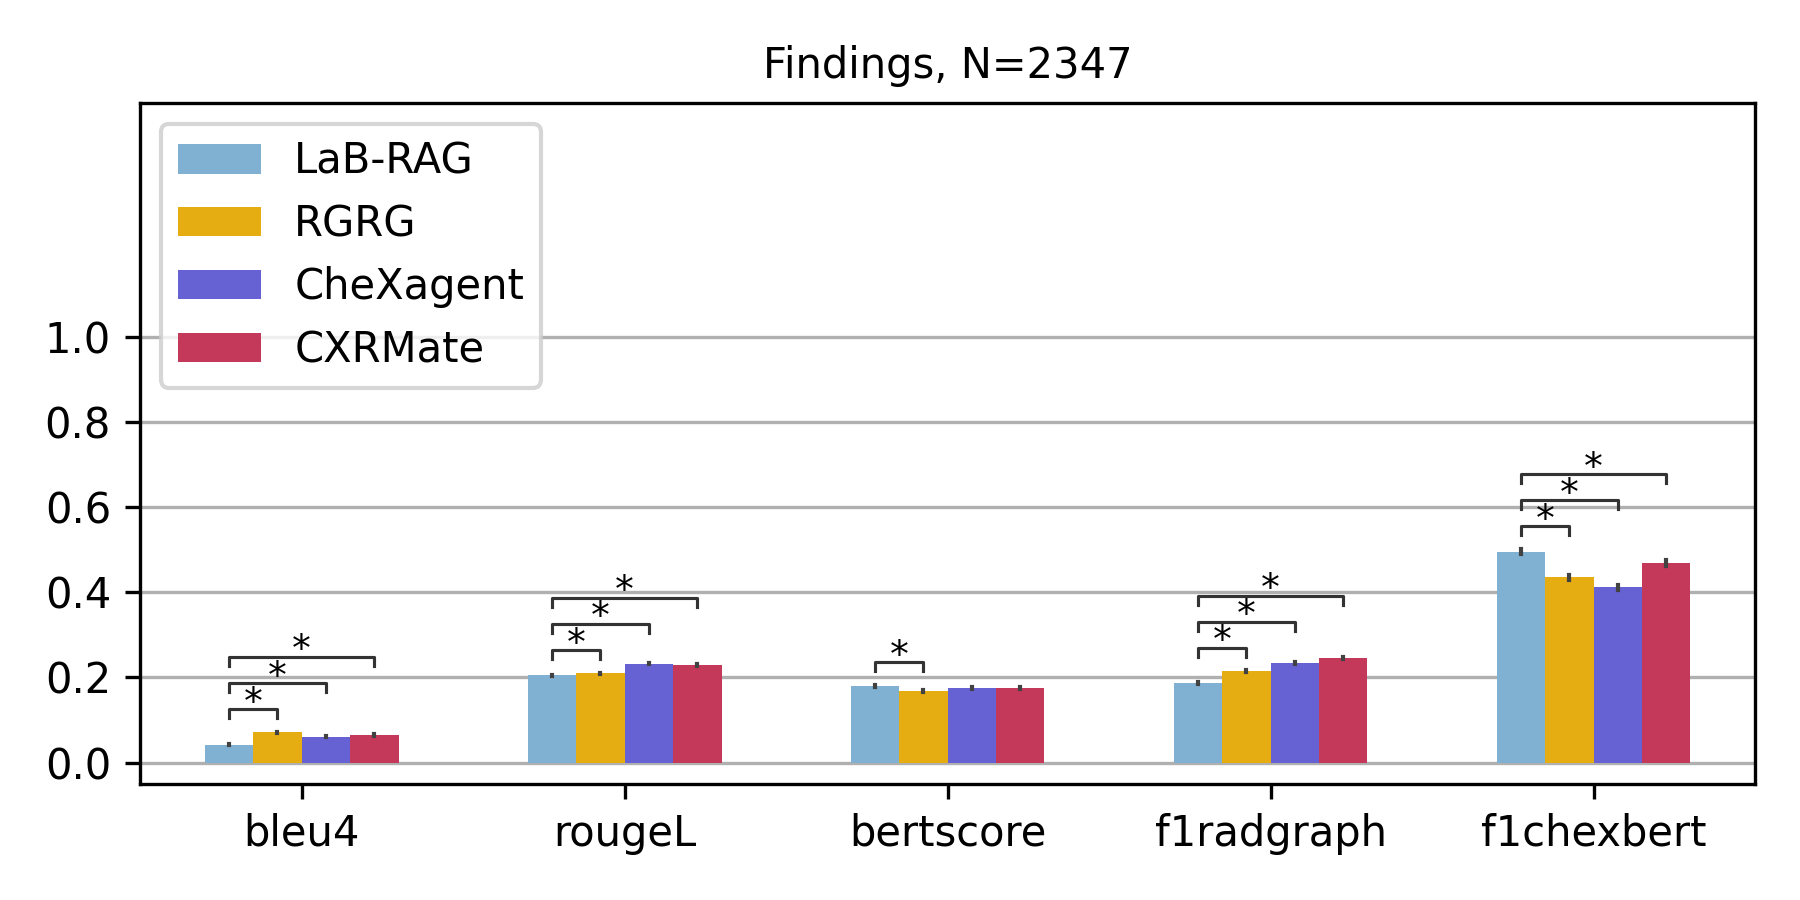 Findings, N=2347
LaB-RAG
RGRG
CheXagent
CXRMate
1.0
0.8
0.6
0.4
0.2
0.0
* * *
* * *
*
* * *
* * *
bleu4 rougeL bertscore f1radgraph f1chexbert